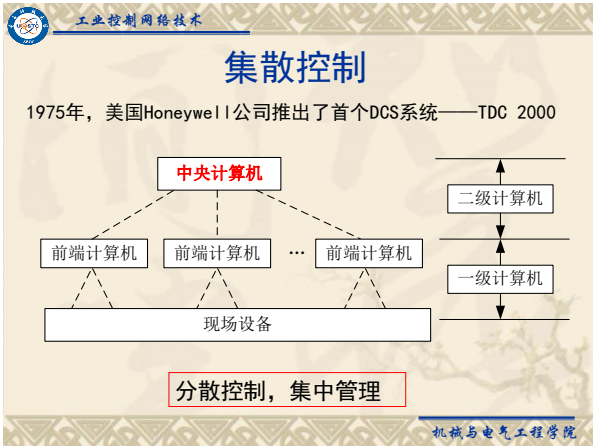 工业控制网络技术
集散控制
1975年，美国Honeywell公司推出了首个DCS系统——TDC 2000
中央计算机
二级计算机
前端计算机 前端计算机 … 前端计算机
一级计算机
现场设备
分散控制，集中管理
机械与电气工程学院